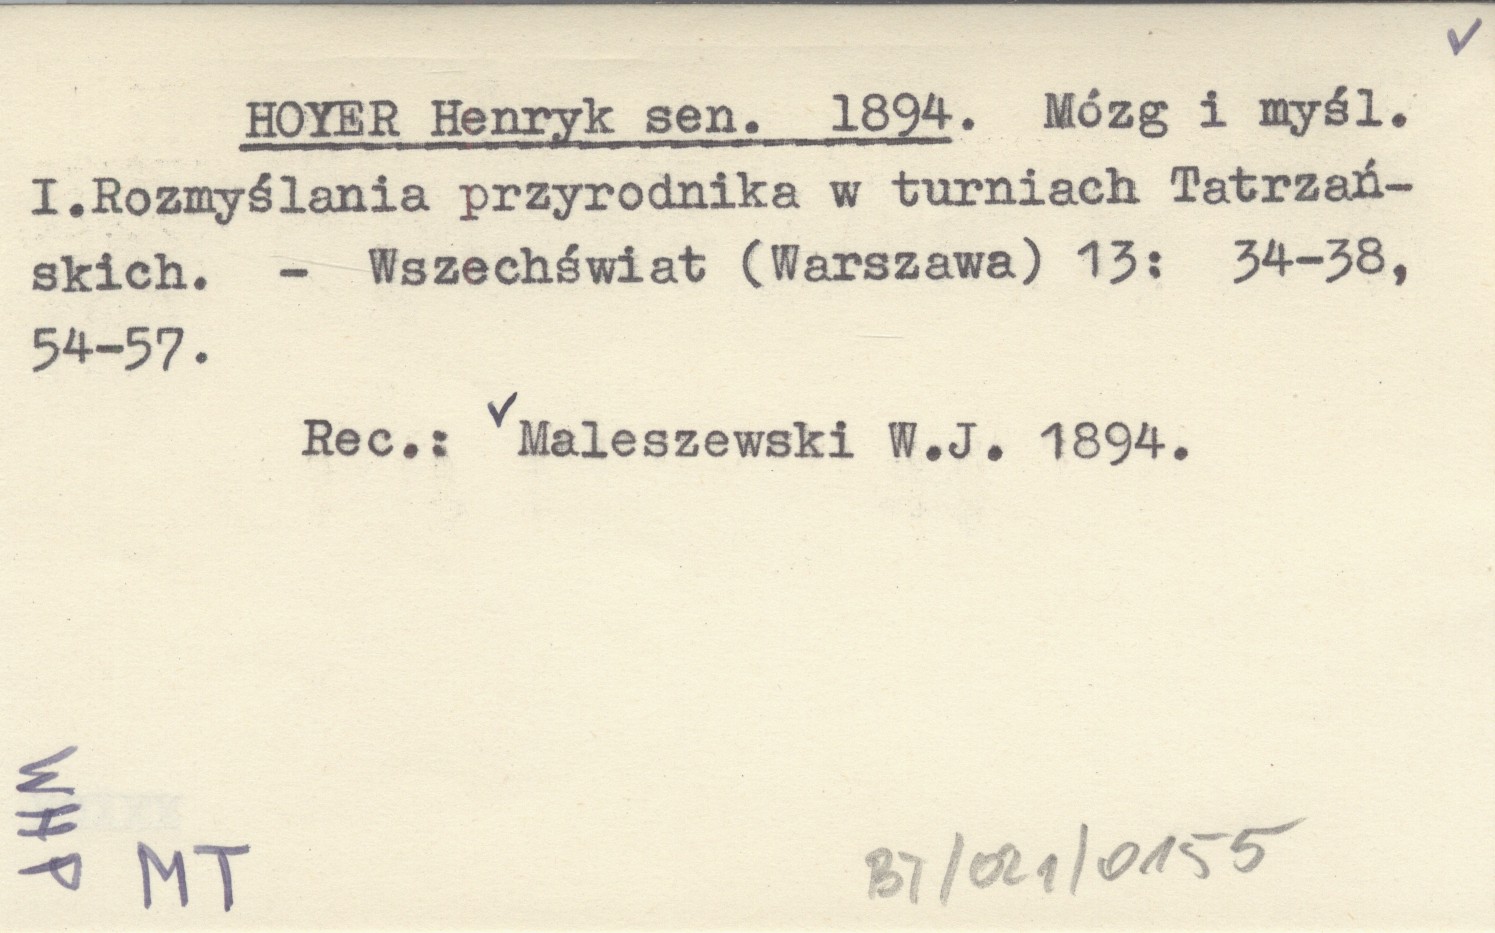 ✓
HOYER Henryk sen. 1894. Mózg i myśl.
I.Rozmyślania przyrodnika w turniach Tatrzań-
skich. - Wszechświat (Warszawa) 13: 34-38,
54-57.
Rec.: ✓Maleszewski W.J. 1894.
PHM
MT
BT/021/0155